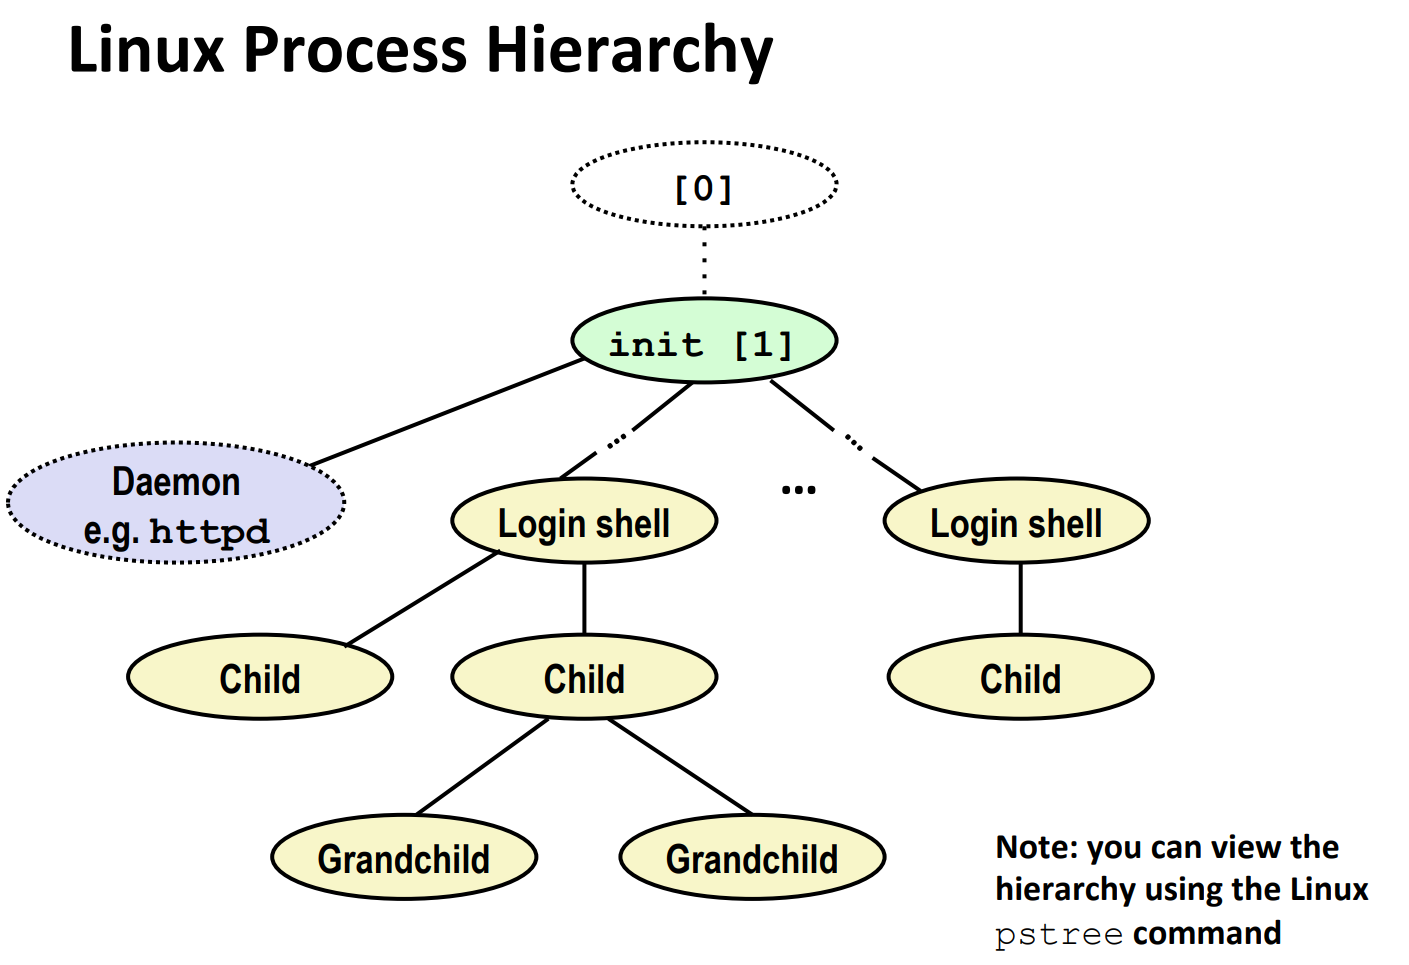 Linux Process Hierarchy
[0]
init [1]
Daemon
e.g. httpd
Login shell
...
Login shell
Child
Child
Child
Grandchild
Grandchild
Note: you can view the
hierarchy using the Linux
pstree command